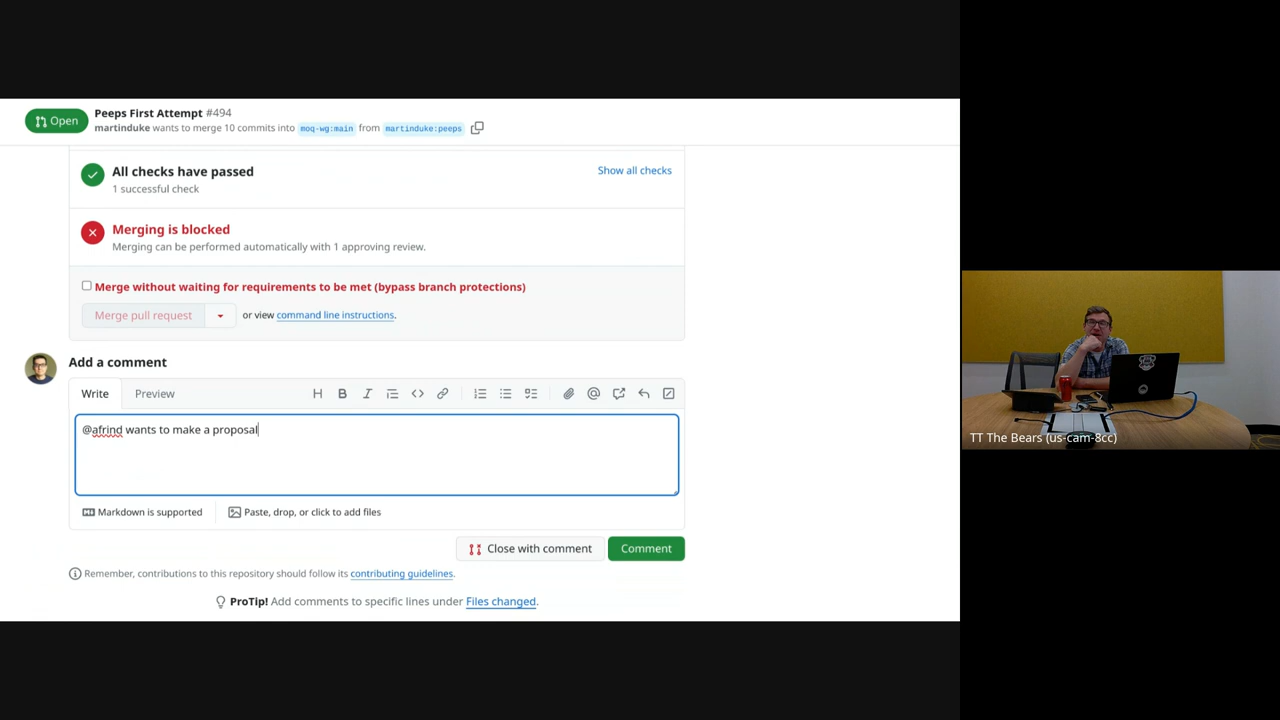 Open
Peeps First Attempt #494
martinduke wants to merge 10 commits into moq-wg:main from martinduke:peeps
All checks have passed
Show all checks
1 successful check
Merging is blocked
Merging can be performed automatically with 1 approving review.
Merge without waiting for requirements to be met (bypass branch protections)
Merge pull request
or view command line instructions.
Add a comment
Write
Preview
@afrind wants to make a proposal
Markdown is supported
Paste, drop, or click to add files
Close with comment
Comment
Remember, contributions to this repository should follow its contributing guidelines.
ProTip! Add comments to specific lines under Files changed.
TT The Bears (us-cam-8cc)